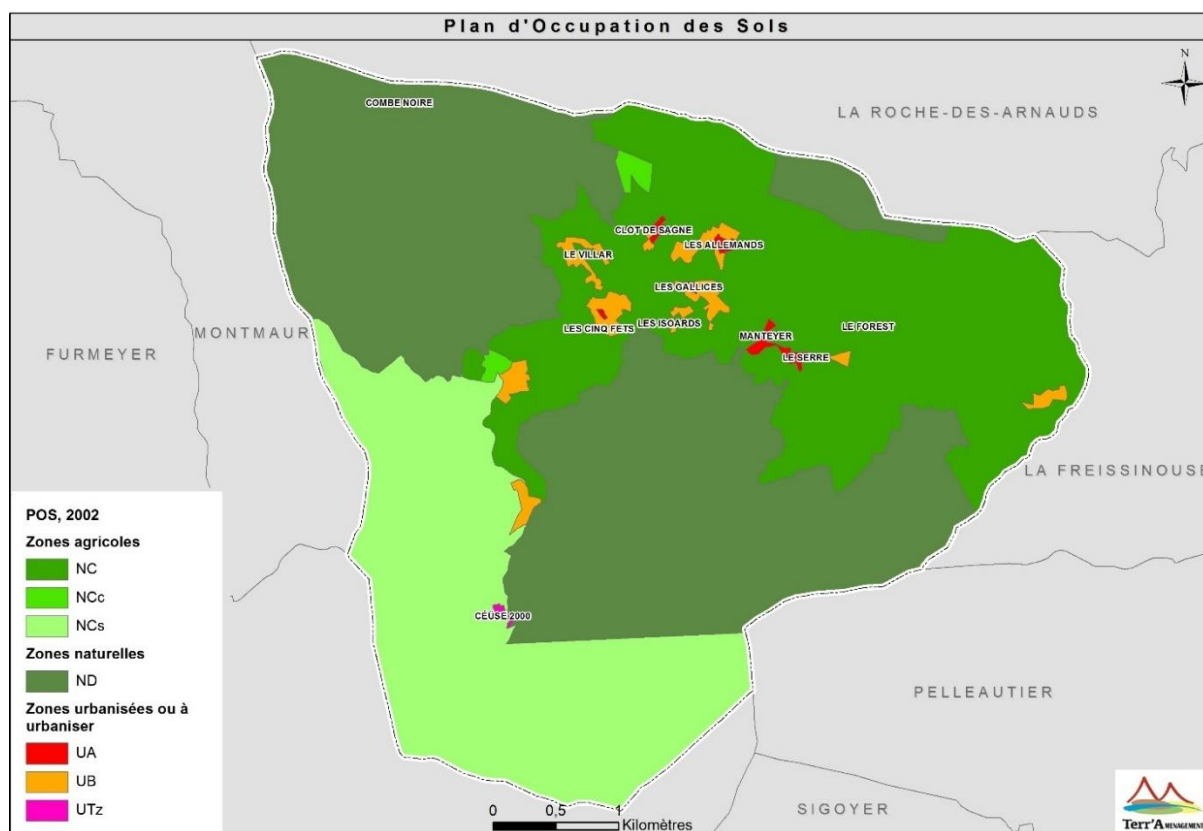 Plan d'Occupation des Sols
N
COMBE NOIRE
LA ROCHE-DES-ARNAUDS
CLOT DE SAGNE
LES ALLEMANDS
LE VILLAR
LES GALLICES
LES ISOARDS
LES CINQ FETS
LE FOREST
MANTEYER
LE SERRE
MONTMAUR
FURMEYER
LA FREISSINOUSE
CÉÜSE 2000
PELLEAUTIER
SIGOYER
POS, 2002
Zones agricoles
NC
NCc
NCs
Zones naturelles
ND
Zones urbanisées ou à
urbaniser
UA
UB
UTz
0 0,5 1
Kilomètres
Terr'AMENAGEMENT